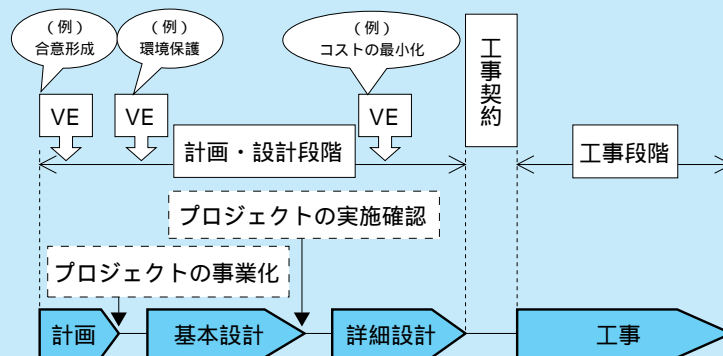 （例）
合意形成
（例）
環境保護
（例）
コストの最小化
工事契約
VE
VE
VE
計画・設計段階
工事段階
プロジェクトの実施確認
プロジェクトの事業化
計画
基本設計
詳細設計
工事